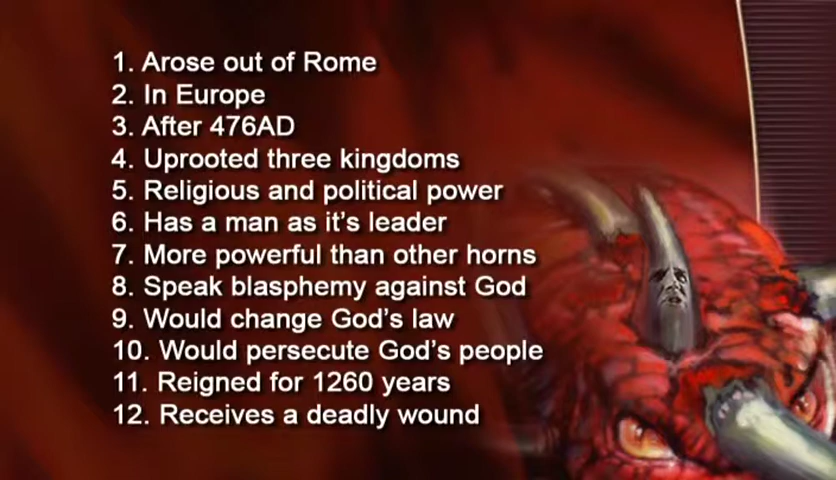 1. Arose out of Rome
2. In Europe
3. After 476AD
4. Uprooted three kingdoms
5. Religious and political power
6. Has a man as it's leader
7. More powerful than other horns
8. Speak blasphemy against God
9. Would change God's law
10. Would persecute God's people
11. Reigned for 1260 years
12. Receives a deadly wound